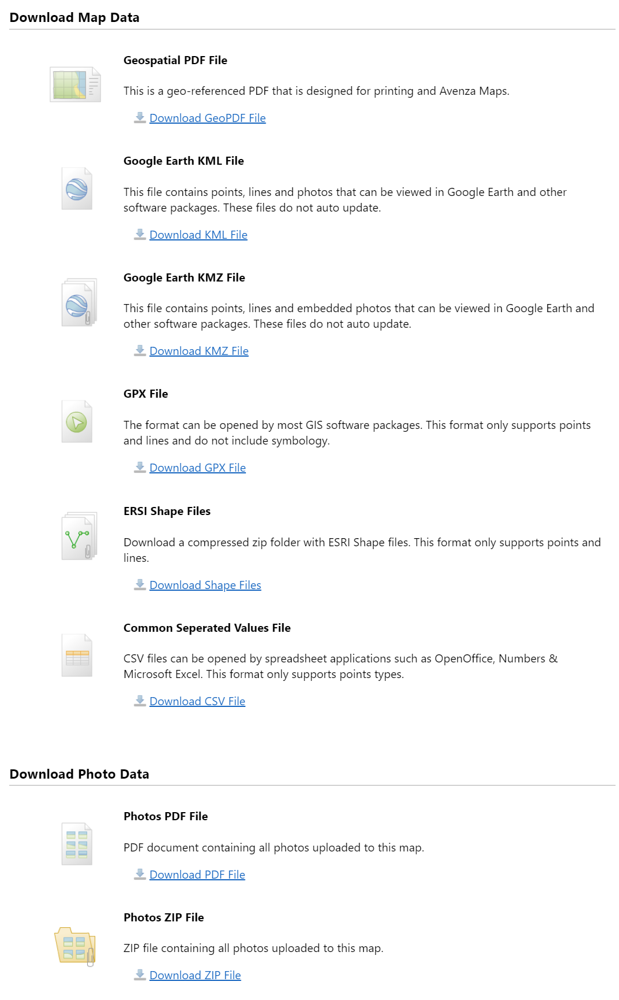 Download Map Data
Geospatial PDF File
This is a geo-referenced PDF that is designed for printing and Avenza Maps.
Download GeoPDF File
Google Earth KML File
This file contains points, lines and photos that can be viewed in Google Earth and other
software packages. These files do not auto update.
Download KML File
Google Earth KMZ File
This file contains points, lines and embedded photos that can be viewed in Google Earth and
other software packages. These files do not auto update.
Download KMZ File
GPX File
The format can be opened by most GIS software packages. This format only supports points
and lines and do not include symbology.
Download GPX File
ERSI Shape Files
Download a compressed zip folder with ESRI Shape files. This format only supports points and
lines.
Download Shape Files
Common Seperated Values File
CSV files can be opened by spreadsheet applications such as OpenOffice, Numbers &
Microsoft Excel. This format only supports points types.
Download CSV File
Download Photo Data
Photos PDF File
PDF document containing all photos uploaded to this map.
Download PDF File
Photos ZIP File
ZIP file containing all photos uploaded to this map.
Download ZIP File